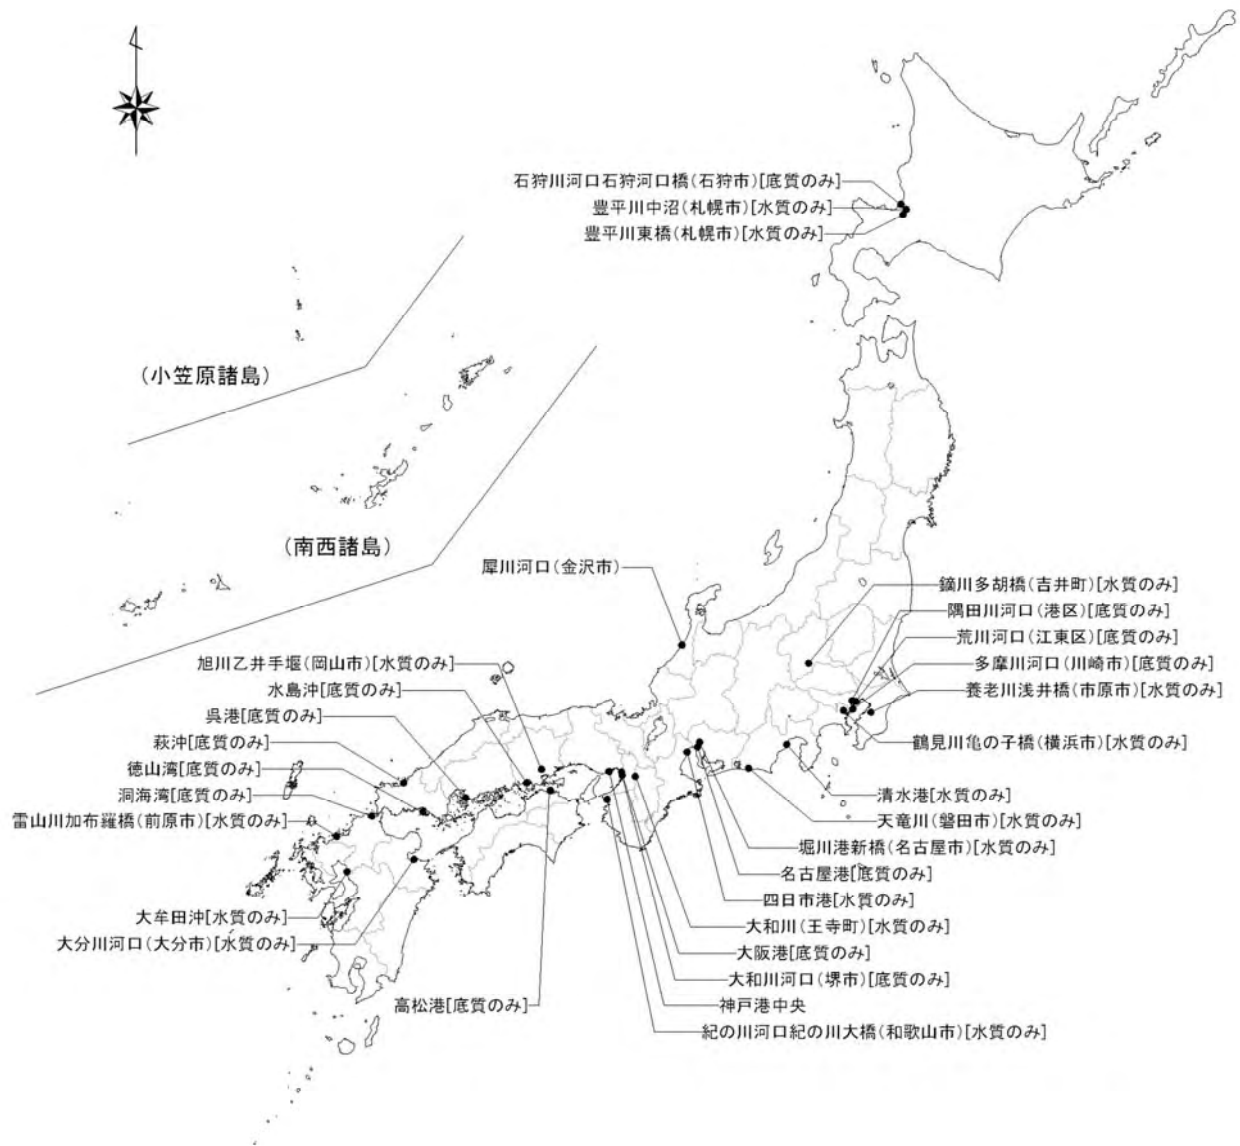 石狩川河口石狩河口橋(石狩市)[底質のみ]
豊平川中沼(札幌市)[水質のみ]
豊平川東橋(札幌市)[水質のみ]
(小笠原諸島)
(南西諸島)
犀川河口(金沢市)
旭川乙井手堰(岡山市)[水質のみ]
水島沖[底質のみ]
呉港[底質のみ]
萩沖[底質のみ]
徳山湾[底質のみ]
洞海湾[底質のみ]
雷山川加布羅橋(前原市)[水質のみ]
大牟田沖[水質のみ]
大分川河口(大分市)[水質のみ]
高松港[底質のみ]
鏑川多胡橋(吉井町)[水質のみ]
隅田川河口(港区)[底質のみ]
荒川河口(江東区)[底質のみ]
多摩川河口(川崎市)[底質のみ]
養老川浅井橋(市原市)[水質のみ]
鶴見川亀の子橋(横浜市)[水質のみ]
清水港[水質のみ]
天竜川(磐田市)[水質のみ]
堀川港新橋(名古屋市)[水質のみ]
名古屋港[底質のみ]
四日市港[水質のみ]
大和川(王寺町)[水質のみ]
大阪港[底質のみ]
大和川河口(堺市)[底質のみ]
神戸港中央
紀の川河口紀の川大橋(和歌山市)[水質のみ]